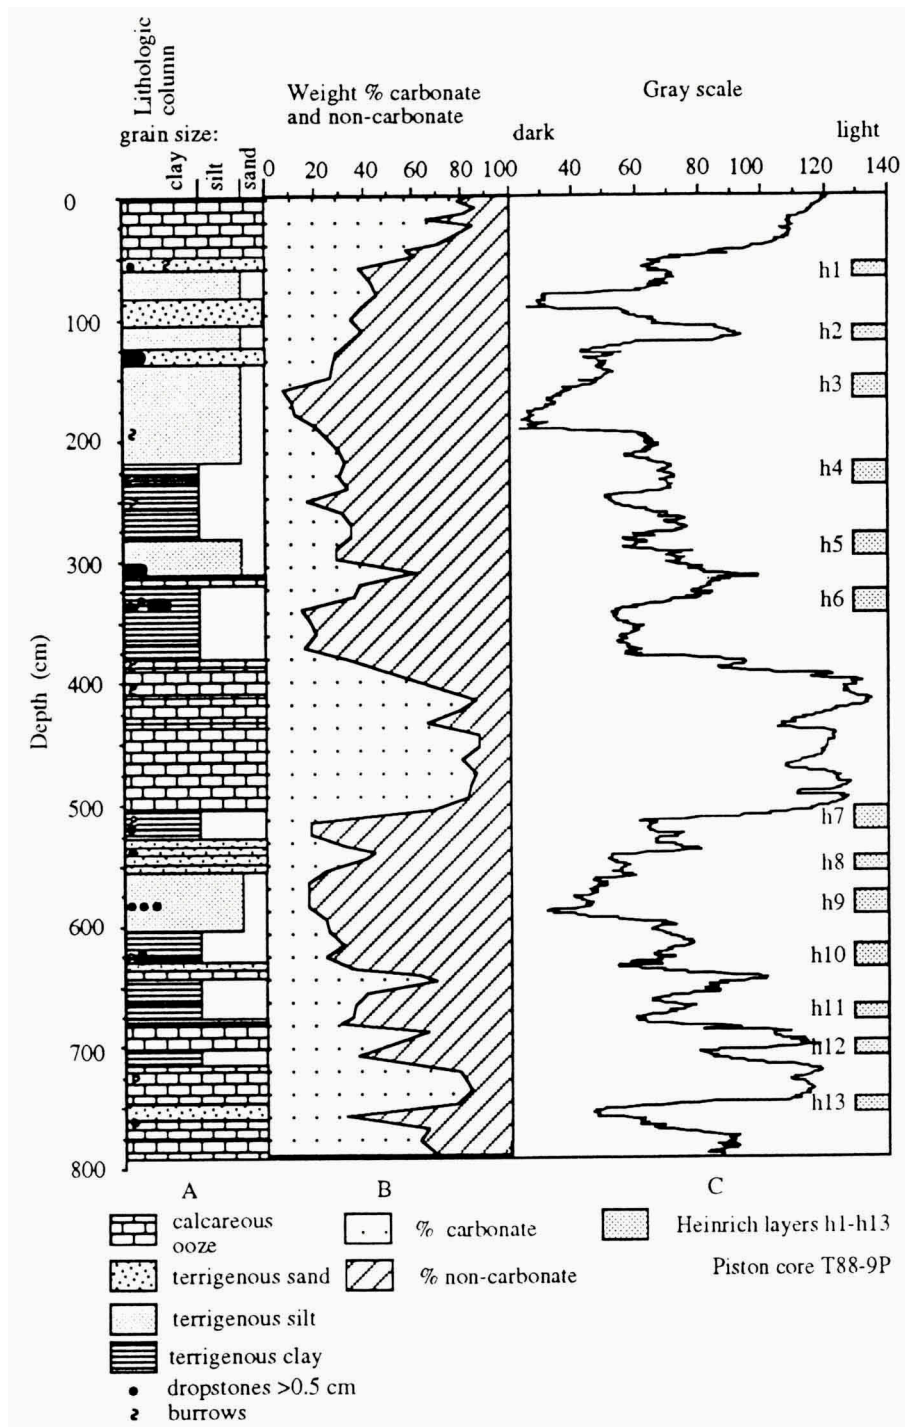 Lithologic
column
Weight % carbonate
and non-carbonate
Gray scale
grain size:
dark
light
clay
silt
sand
0 20 40 60 80 100
20 40 60 80 100 120 140
0
100
200
300
400
500
600
700
800
Depth (cm)
h1
h2
h3
h4
h5
h6
h7
h8
h9
h10
h11
h12
h13
A
B
C
calcareous
ooze
terrigenous sand
terrigenous silt
terrigenous clay
dropstones >0.5 cm
burrows
% carbonate
% non-carbonate
Heinrich layers h1-h13
Piston core T88-9P